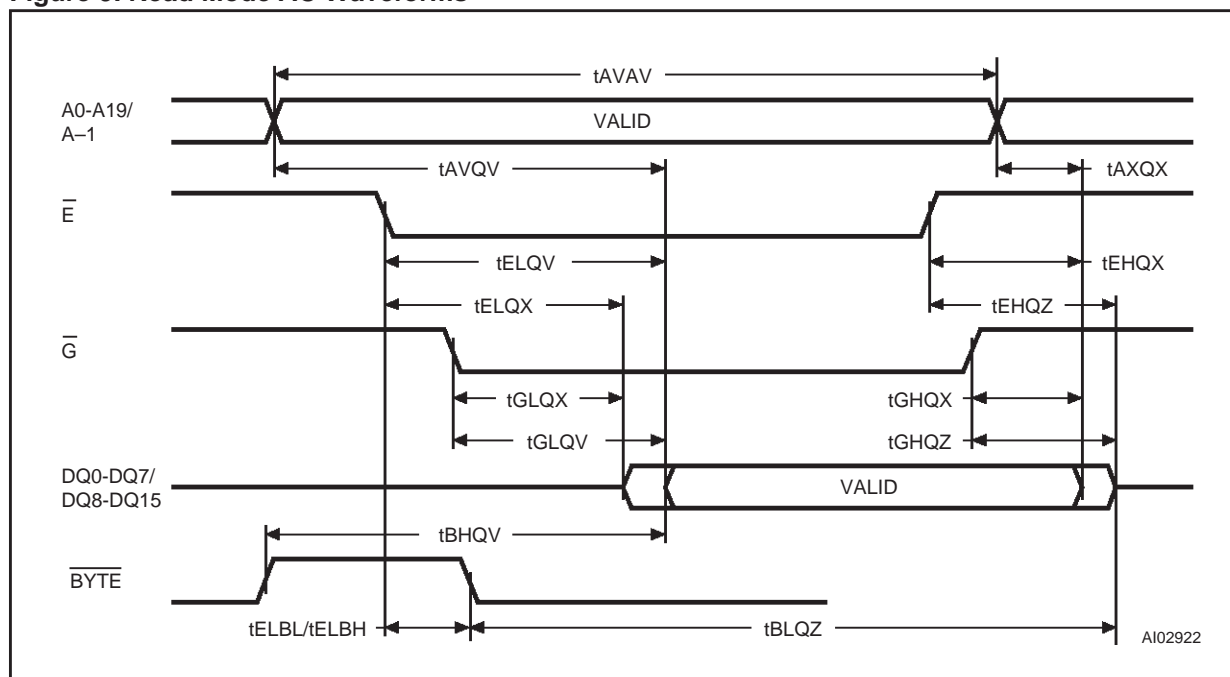 tAVAV
A0-A19/
A–1
VALID
tAVQV
tAXQX
E
tELQV
tEHQX
tELQX
tEHQZ
G
tGLQX
tGHQX
tGLQV
tGHQZ
DQ0-DQ7/
DQ8-DQ15
VALID
tBHQV
BYTE
tELBL/tELBH
tBLQZ
AI02922